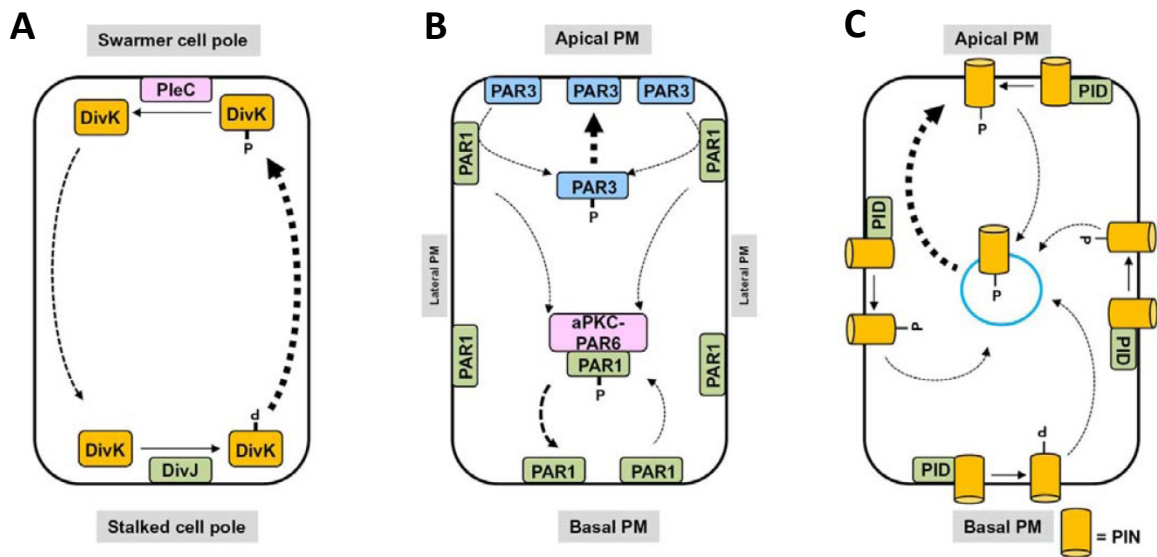 A
Swarmer cell pole
PleC
DivK
DivK
P
DivK
P
DivK
DivJ
Stalked cell pole
B
Apical PM
PAR3
PAR3
PAR3
PAR1
PAR1
PAR3
P
Lateral PM
Lateral PM
aPKC-
PAR6
PAR1
P
PAR1
PAR1
PAR1
PAR1
Basal PM
C
Apical PM
PID
P
PID
P
P
P
PID
P
PID
Basal PM
= PIN